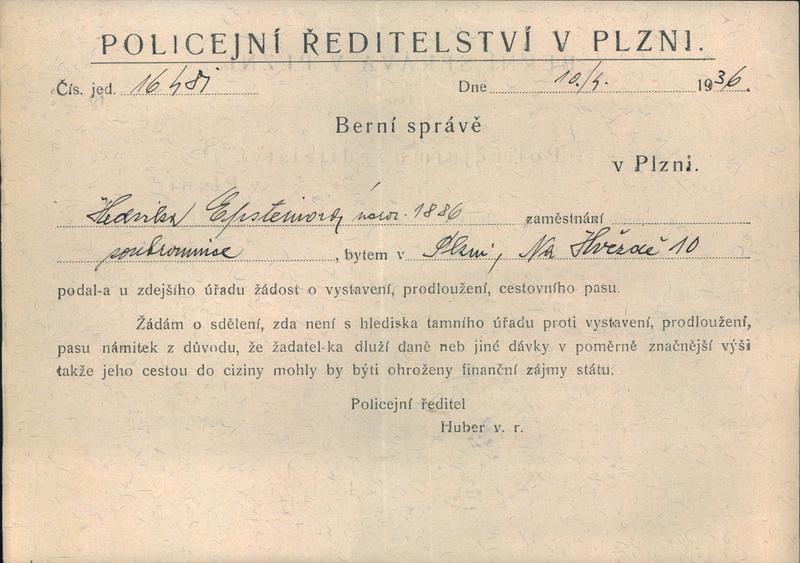 POLICEJNÍ ŘEDITELSTVÍ V PLZNI.
Čís. jed. Dne 10./4. 1936.
Berní správě
v Plzni.
Hedvika Epsteinová, naroz. 1886 zaměstnání
soukromnice, bytem v Plzni, Na Hvězdě 10
podal-a u zdejšího úřadu žádost o vystavení, prodloužení, cestovního pasu.
Žádám o sdělení, zda není s hlediska tamního úřadu proti vystavení, prodloužení,
pasu námitek z důvodu, že žadatel-ka dluží daně neb jiné dávky v poměrně značnější výši
takže jeho cestou do ciziny mohly by býti ohroženy finanční zájmy státu.
Policejní ředitel
Huber v. r.